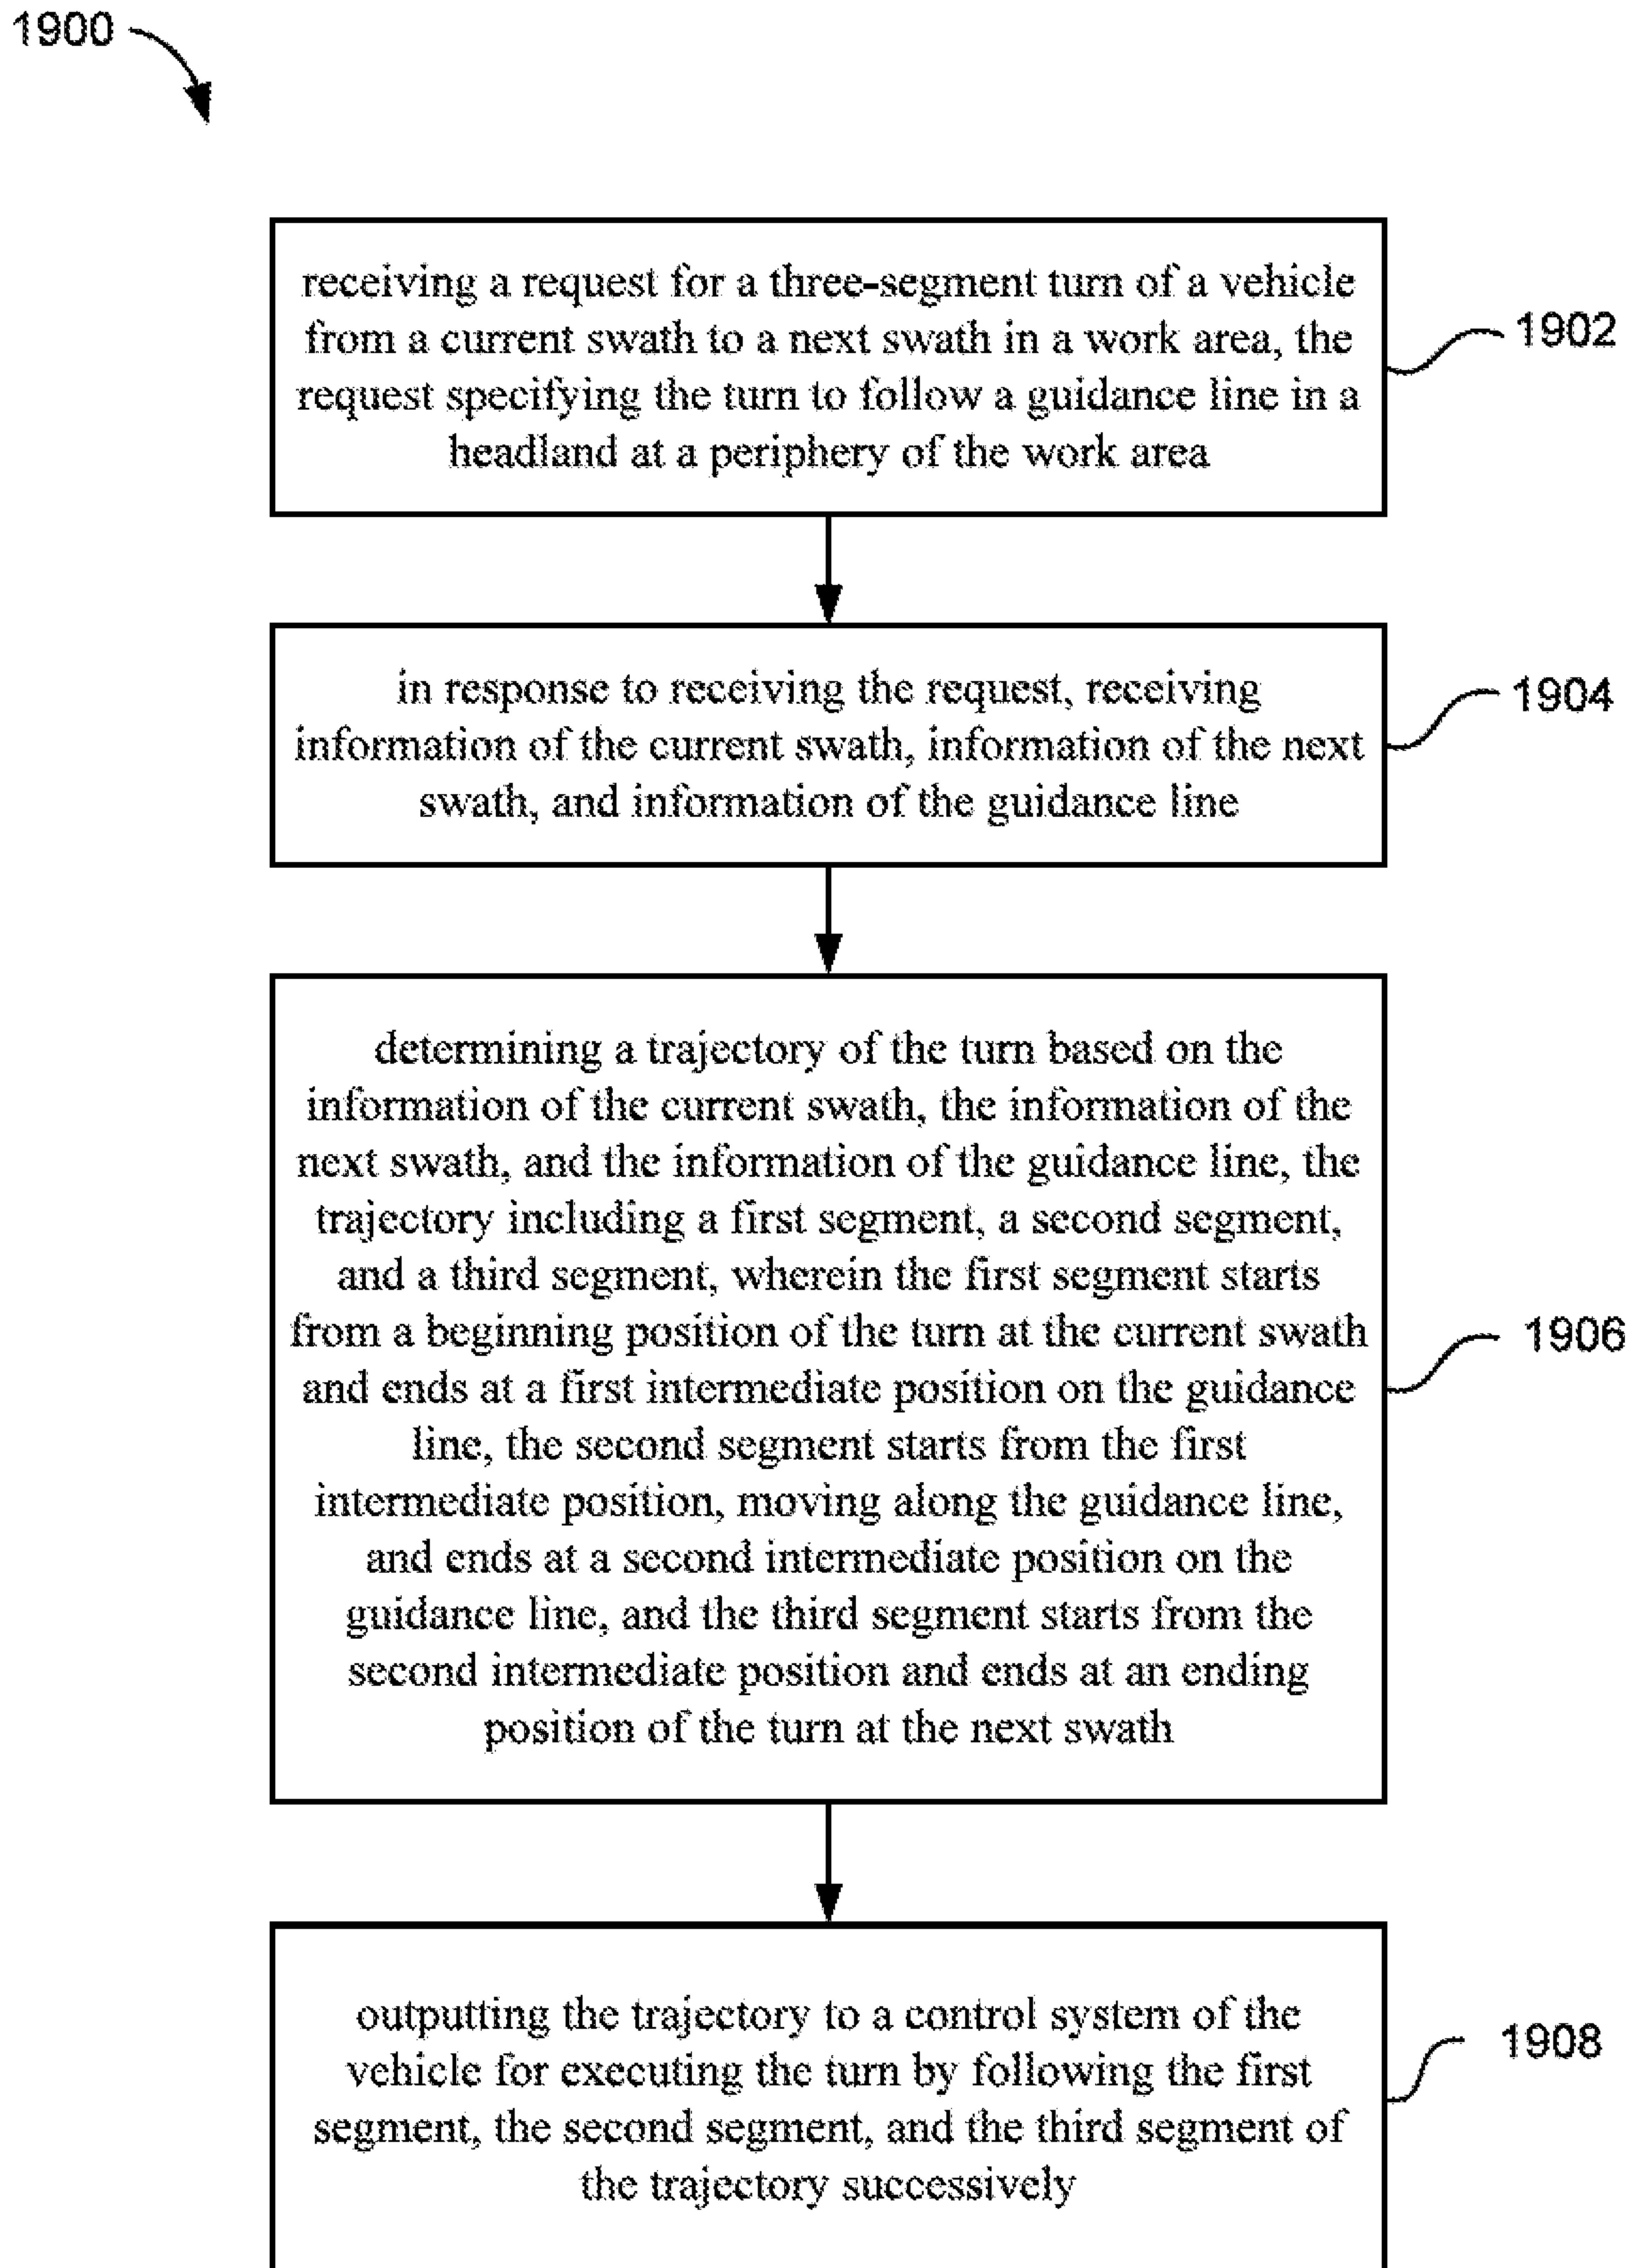 1900
receiving a request for a three-segment turn of a vehicle
from a current swath to a next swath in a work area, the
request specifying the turn to follow a guidance line in a
headland at a periphery of the work area
1902
in response to receiving the request, receiving
information of the current swath, information of the next
swath, and information of the guidance line
1904
determining a trajectory of the turn based on the
information of the current swath, the information of the
next swath, and the information of the guidance line, the
trajectory including a first segment, a second segment,
and a third segment, wherein the first segment starts
from a beginning position of the turn at the current swath
and ends at a first intermediate position on the guidance
line, the second segment starts from the first
intermediate position, moving along the guidance line,
and ends at a second intermediate position on the
guidance line, and the third segment starts from the
second intermediate position and ends at an ending
position of the turn at the next swath
1906
outputting the trajectory to a control system of the
vehicle for executing the turn by following the first
segment, the second segment, and the third segment of
the trajectory successively
1908